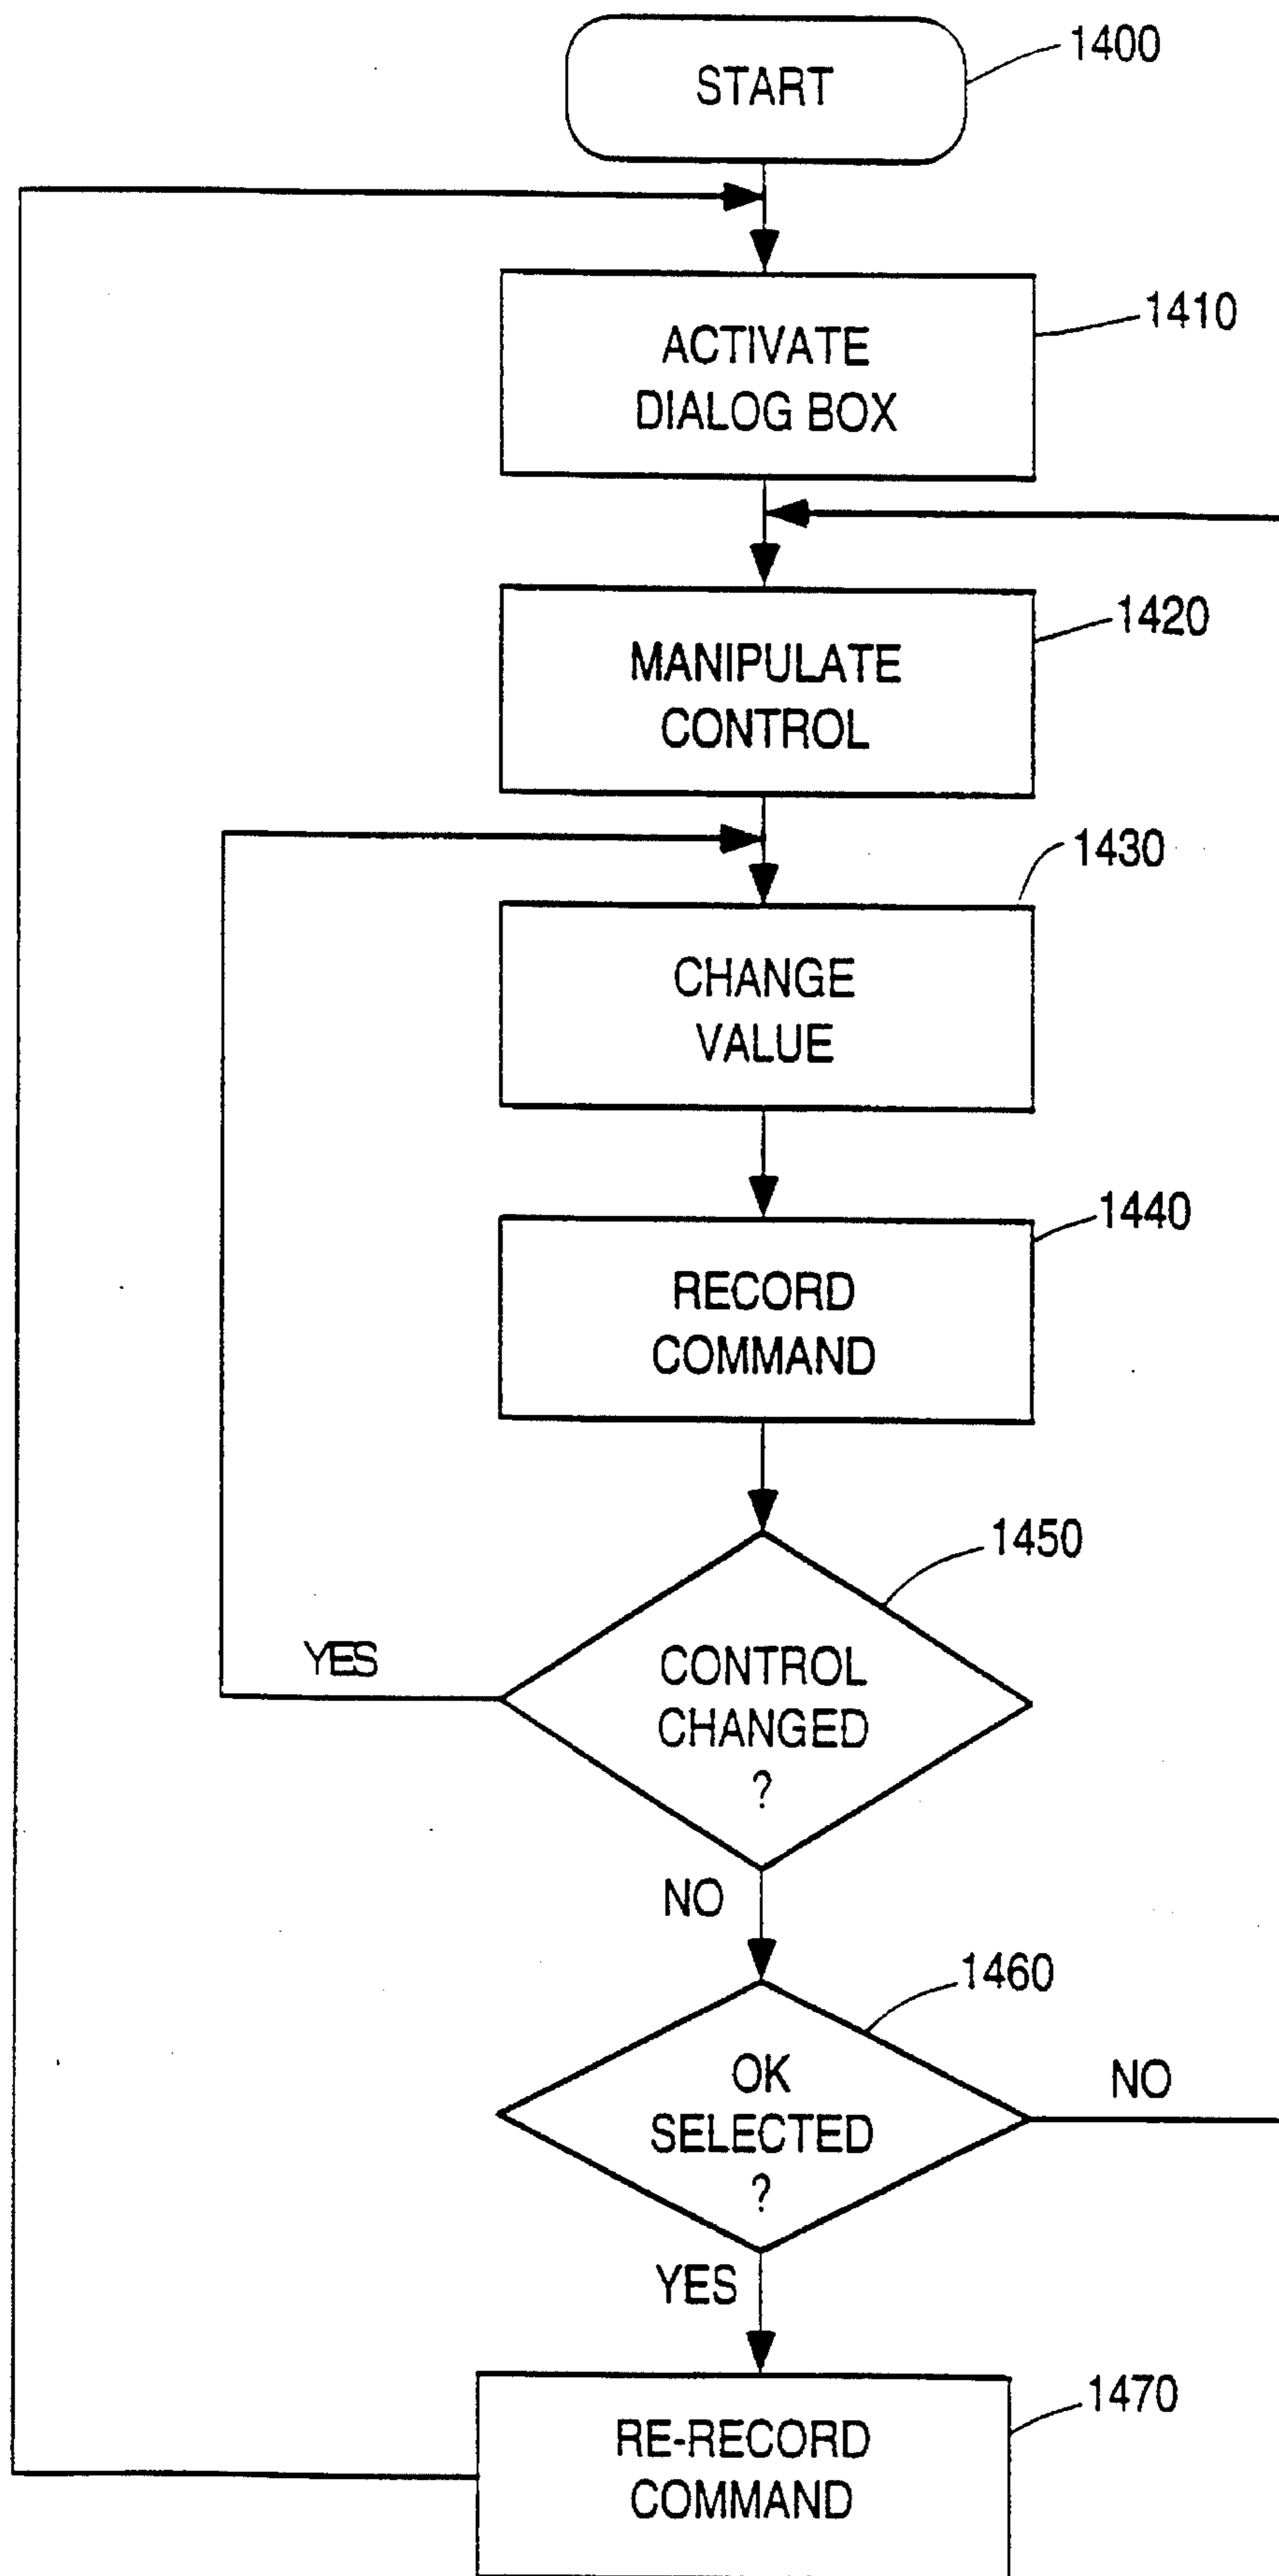 START
1400
ACTIVATE
DIALOG BOX
1410
MANIPULATE
CONTROL
1420
CHANGE
VALUE
1430
RECORD
COMMAND
1440
CONTROL
CHANGED
?
1450
YES
NO
OK
SELECTED
?
1460
NO
YES
RE-RECORD
COMMAND
1470